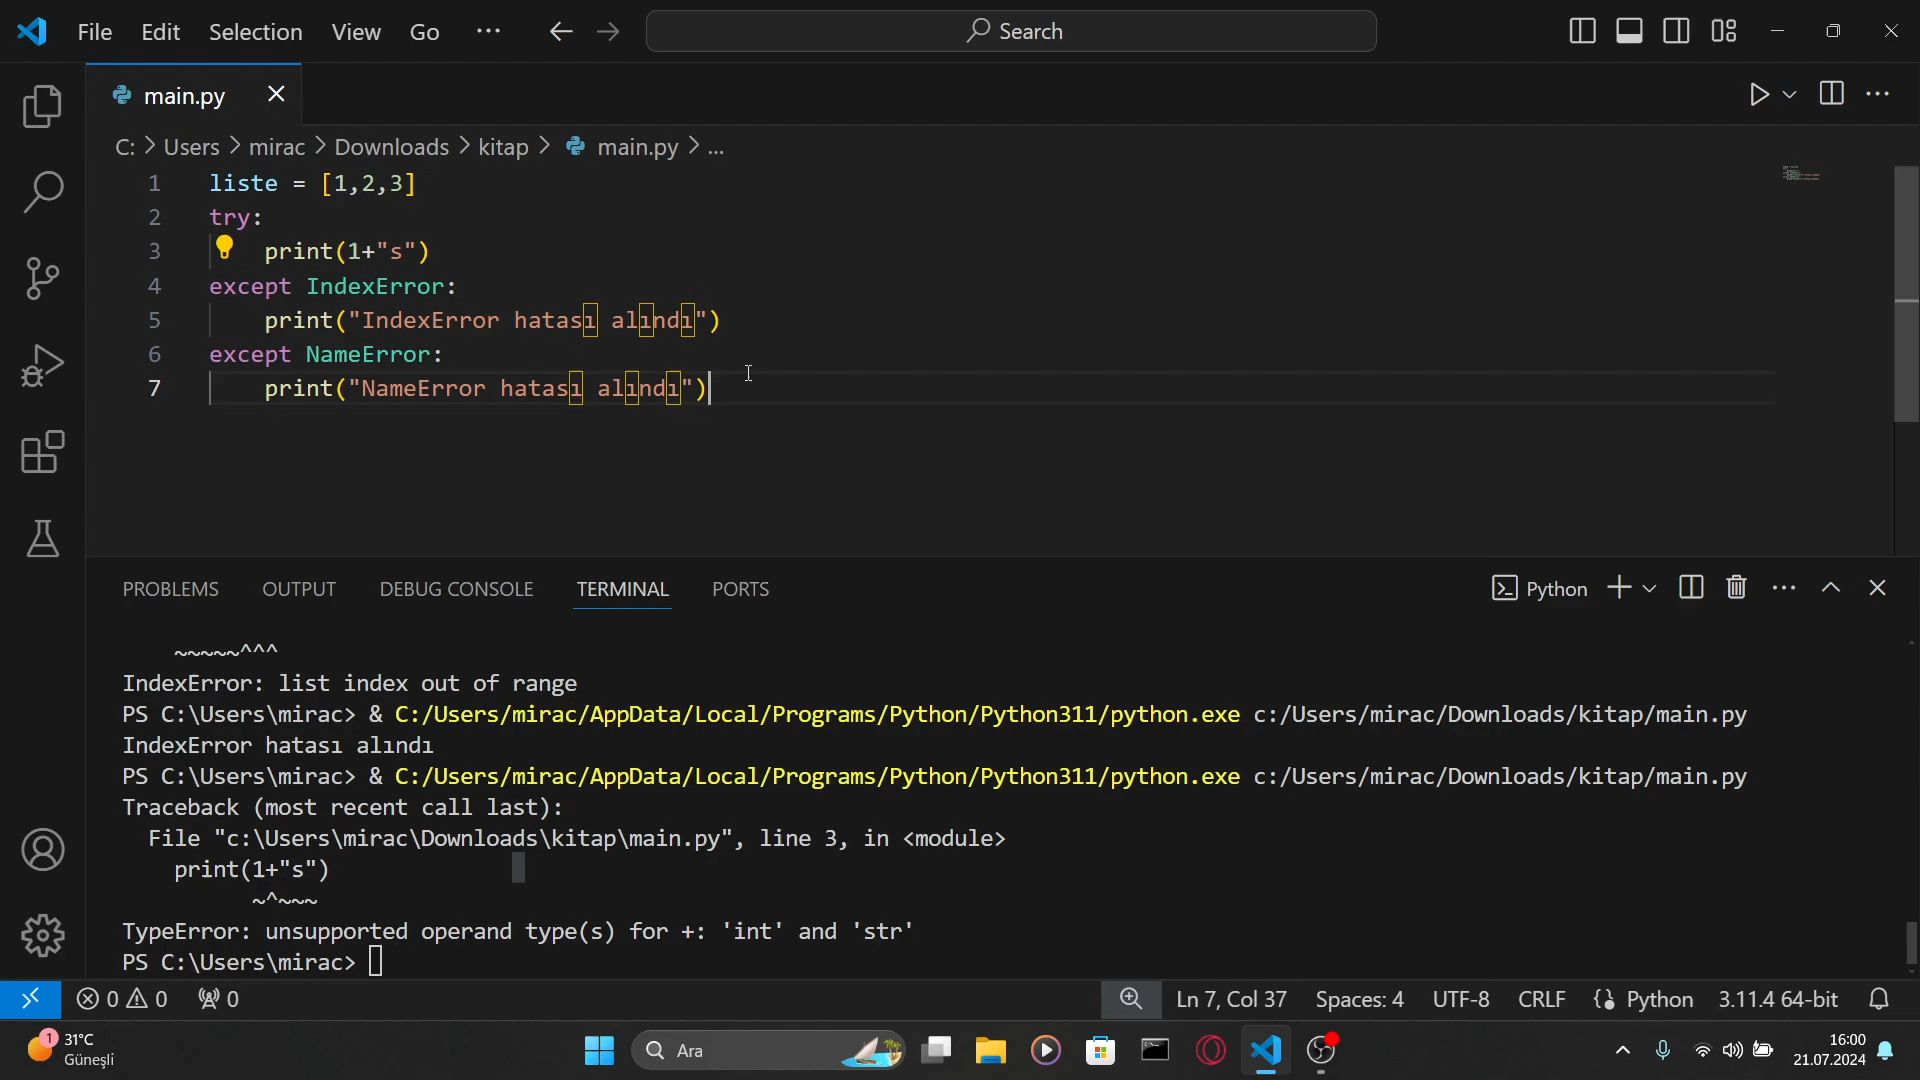 File Edit Selection View Go ··· Search
main.py
C: > Users > mirac > Downloads > kitap > main.py > ...
1 liste = [1,2,3]
2 try:
3 print(1+"s")
4 except IndexError:
5 print("IndexError hatası alındı")
6 except NameError:
7 print("NameError hatası alındı")
PROBLEMS OUTPUT DEBUG CONSOLE TERMINAL PORTS Python
~~~~~^^^
IndexError: list index out of range
PS C:\Users\mirac> & C:/Users/mirac/AppData/Local/Programs/Python/Python311/python.exe c:/Users/mirac/Downloads/kitap/main.py
IndexError hatası alındı
PS C:\Users\mirac> & C:/Users/mirac/AppData/Local/Programs/Python/Python311/python.exe c:/Users/mirac/Downloads/kitap/main.py
Traceback (most recent call last):
File "c:\Users\mirac\Downloads\kitap\main.py", line 3, in <module>
print(1+"s")
~^~~~
TypeError: unsupported operand type(s) for +: 'int' and 'str'
PS C:\Users\mirac>
0 0 0 Ln 7, Col 37 Spaces: 4 UTF-8 CRLF Python 3.11.4 64-bit
1 31°C Ara 16:00
Güneşli 21.07.2024